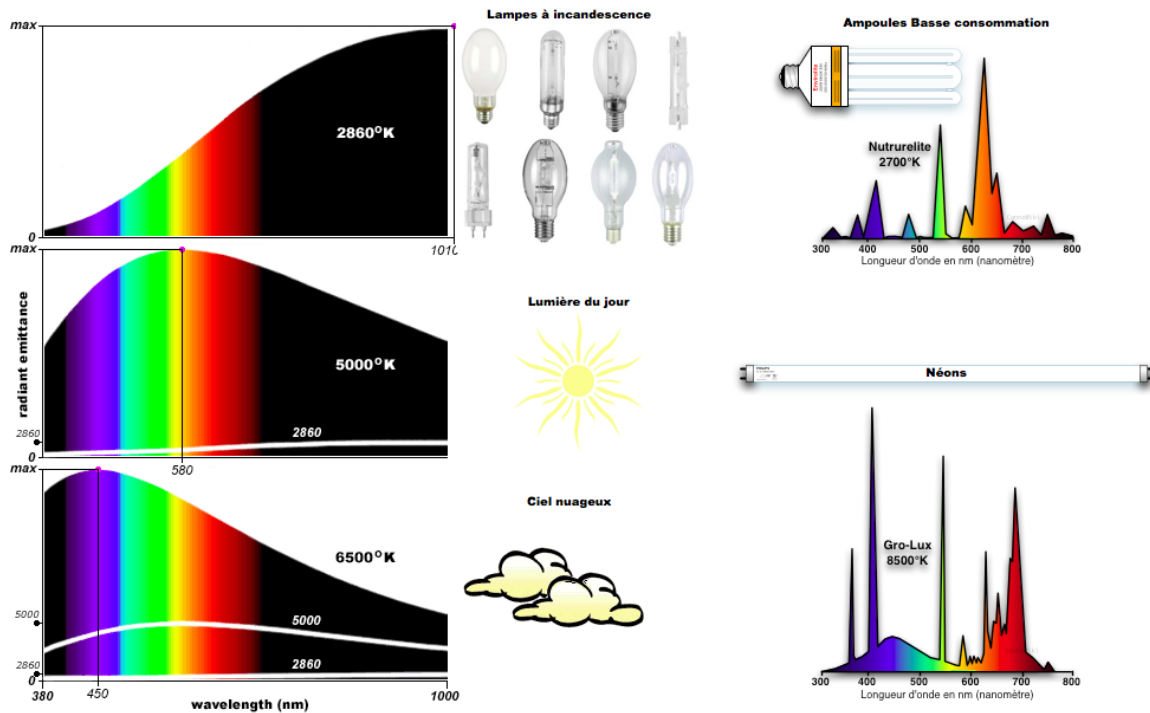 Lampes à incandescence
Ampoules Basse consommation
max
2860°K
0
1010
Envirolite
Nutrurelite
2700°K
300 400 500 600 700 800
Longueur d'onde en nm (nanomètre)
radiant emittance
max
5000°K
2860
2860
0
580
Lumière du jour
Néons
PHILIPS
max
6500°K
5000
5000
2860
2860
0
380
450
1000
wavelength (nm)
Ciel nuageux
Gro-Lux
8500°K
300 400 500 600 700 800
Longueur d'onde en nm (nanomètre)